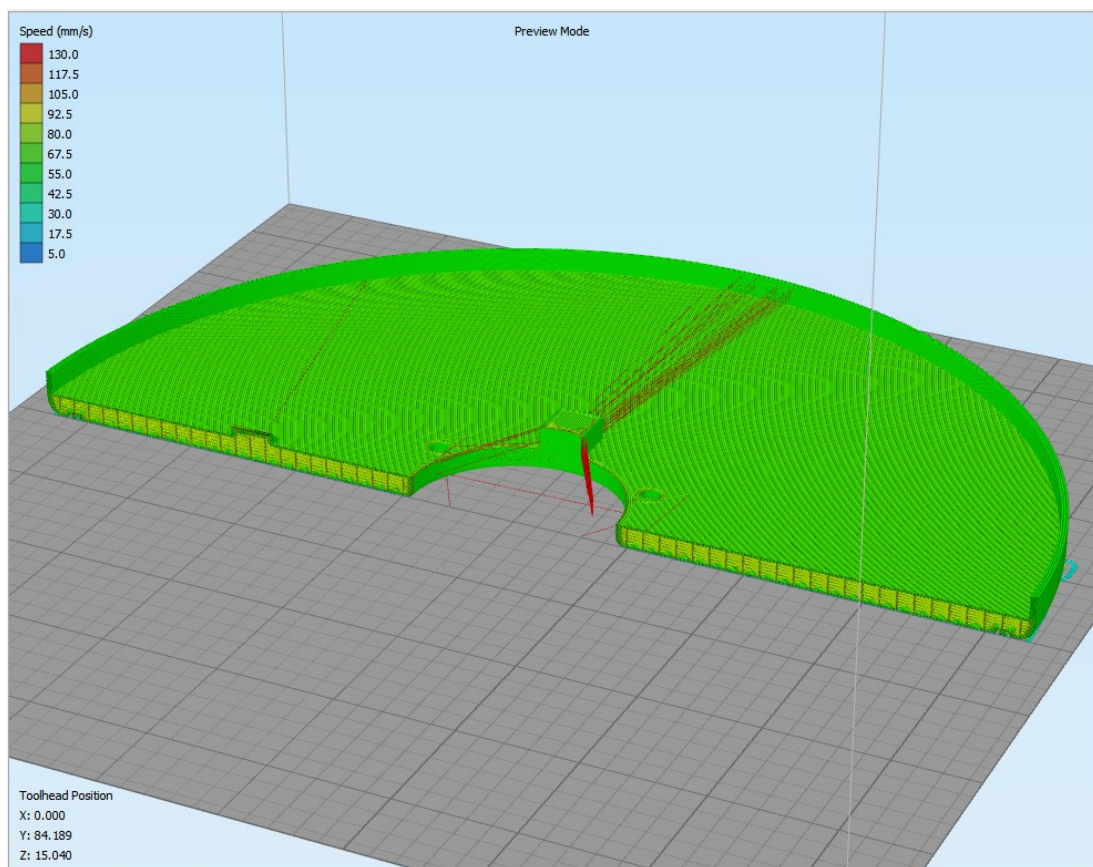 Speed (mm/s)
130.0
117.5
105.0
92.5
80.0
67.5
55.0
42.5
30.0
17.5
5.0
Preview Mode
Toolhead Position
X: 0.000
Y: 84.189
Z: 15.040